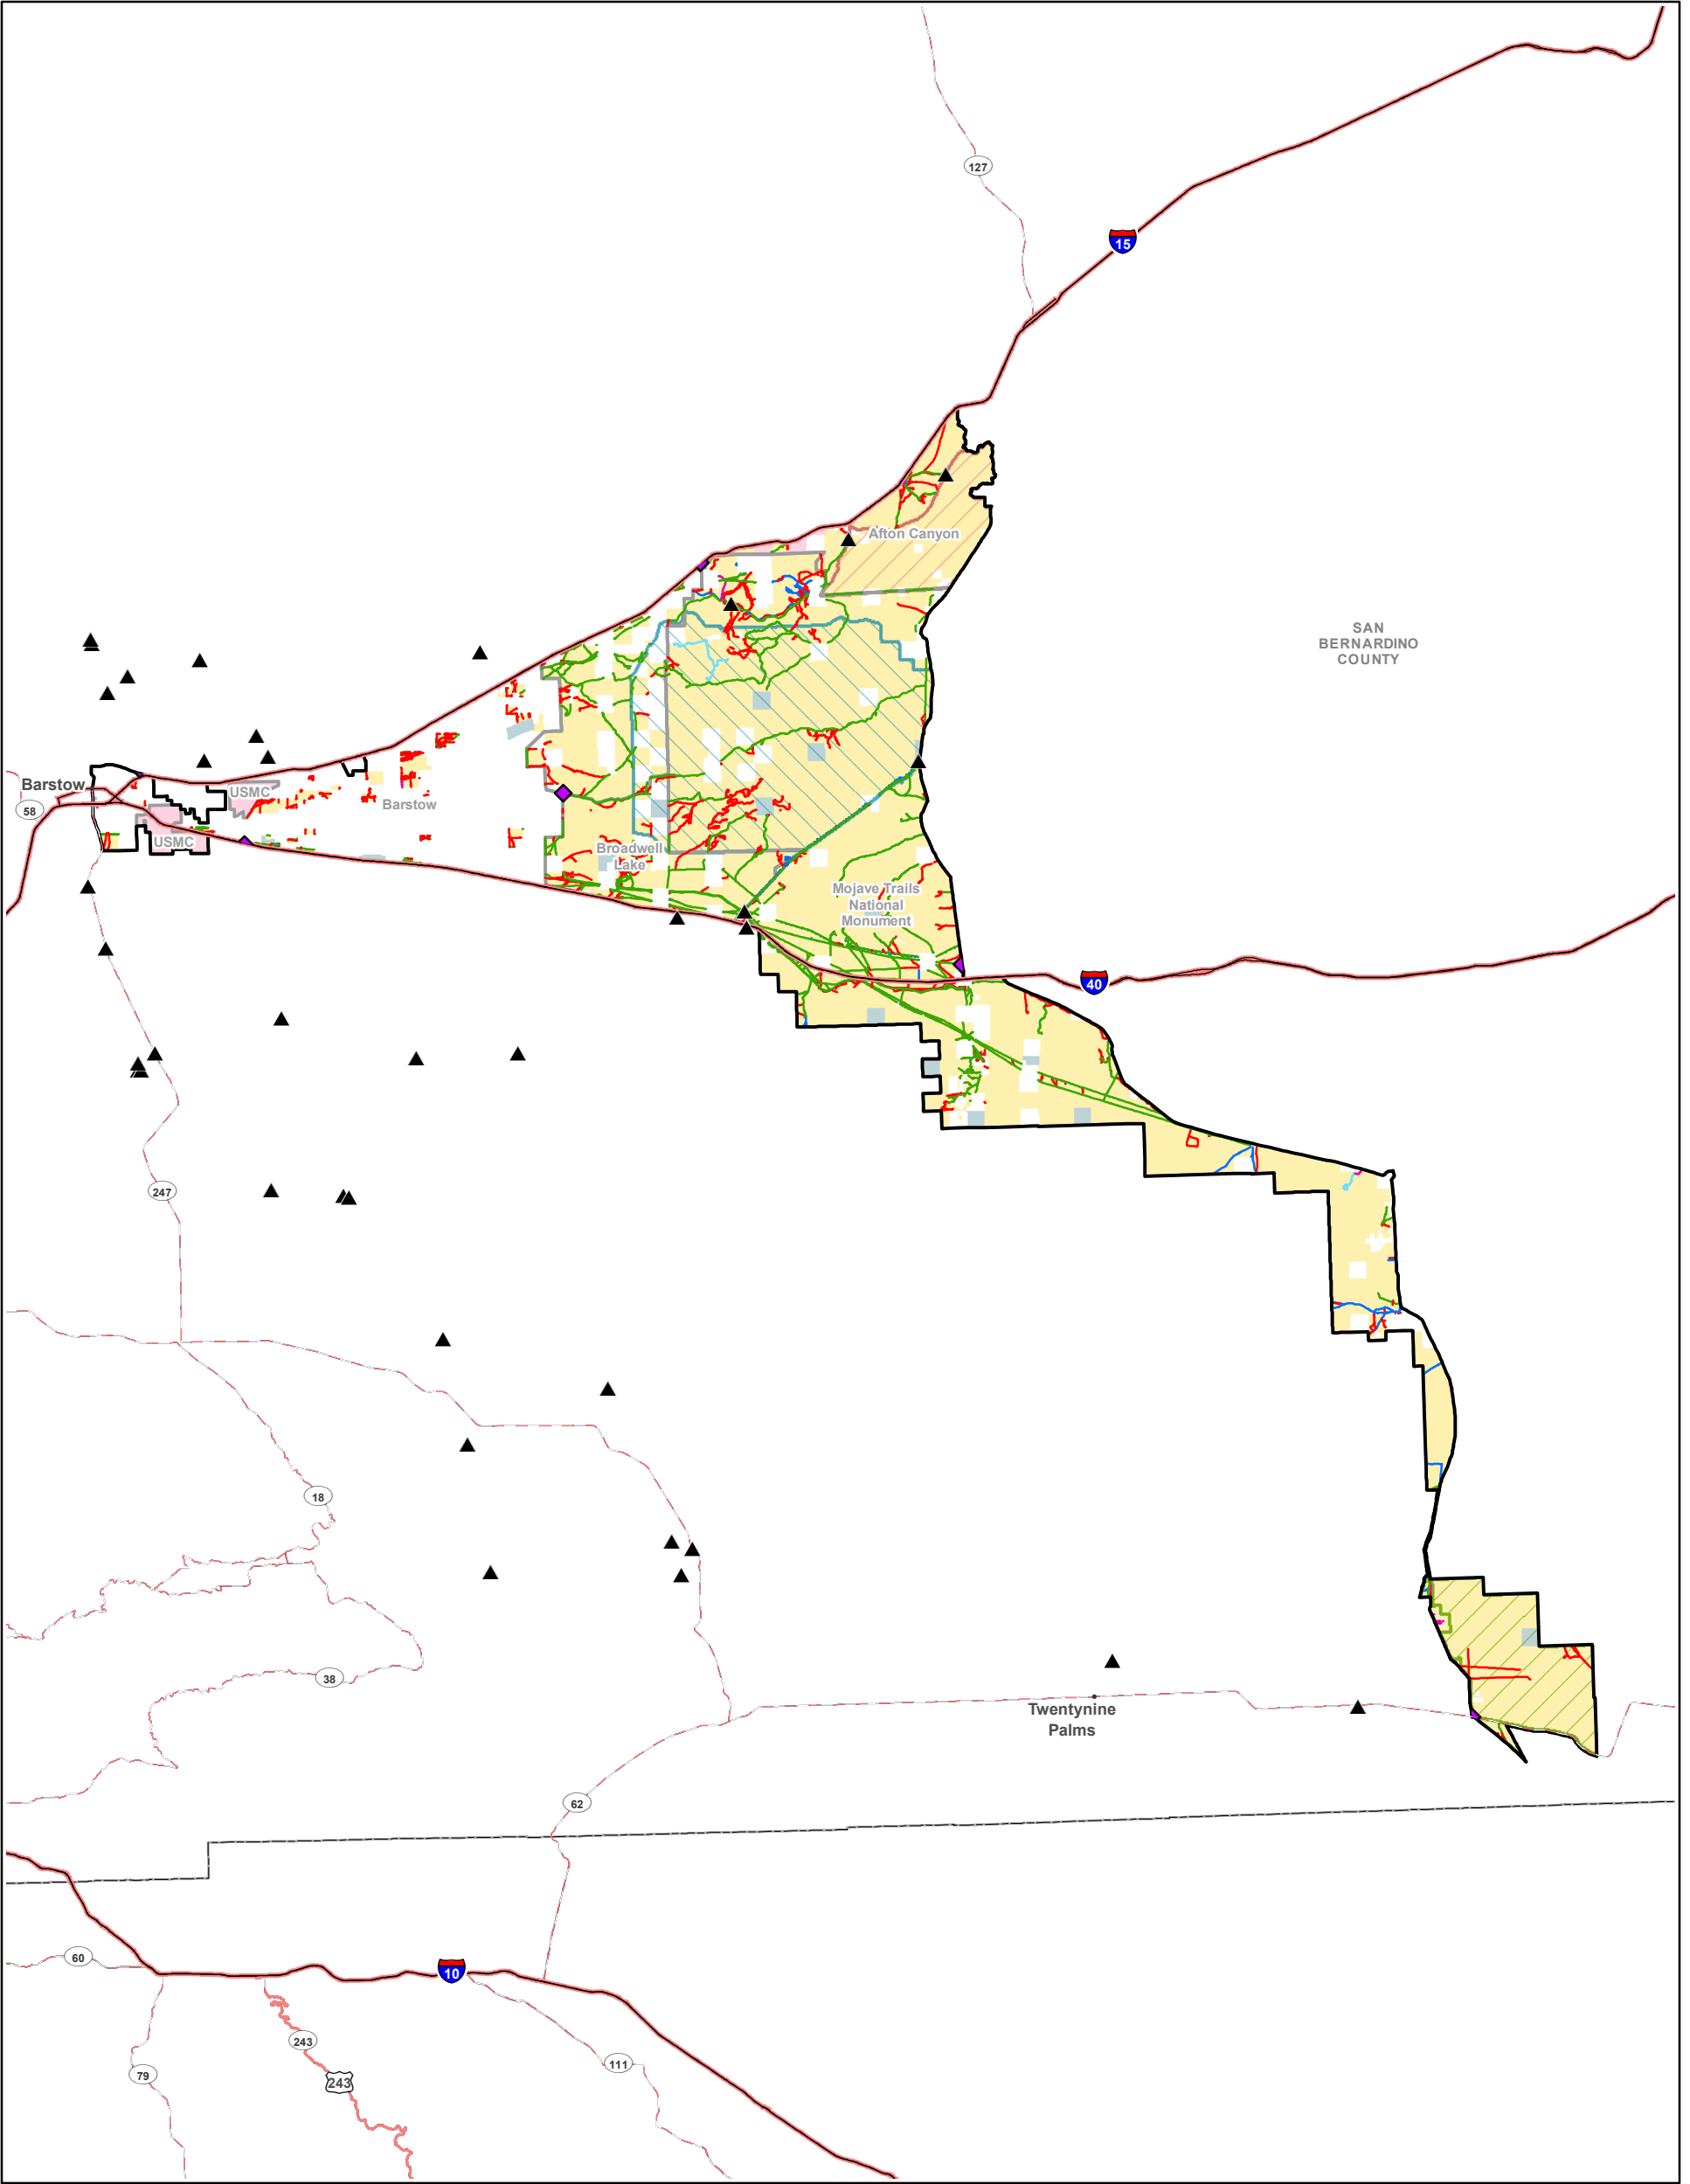 127
15
Afton Canyon
SAN
BERNARDINO
COUNTY
Barstow
58
USMC
USMC
Barstow
Broadwell
Lake
Mojave Trails
National
Monument
40
247
18
38
Twentynine
Palms
62
60
10
243
79
243
111